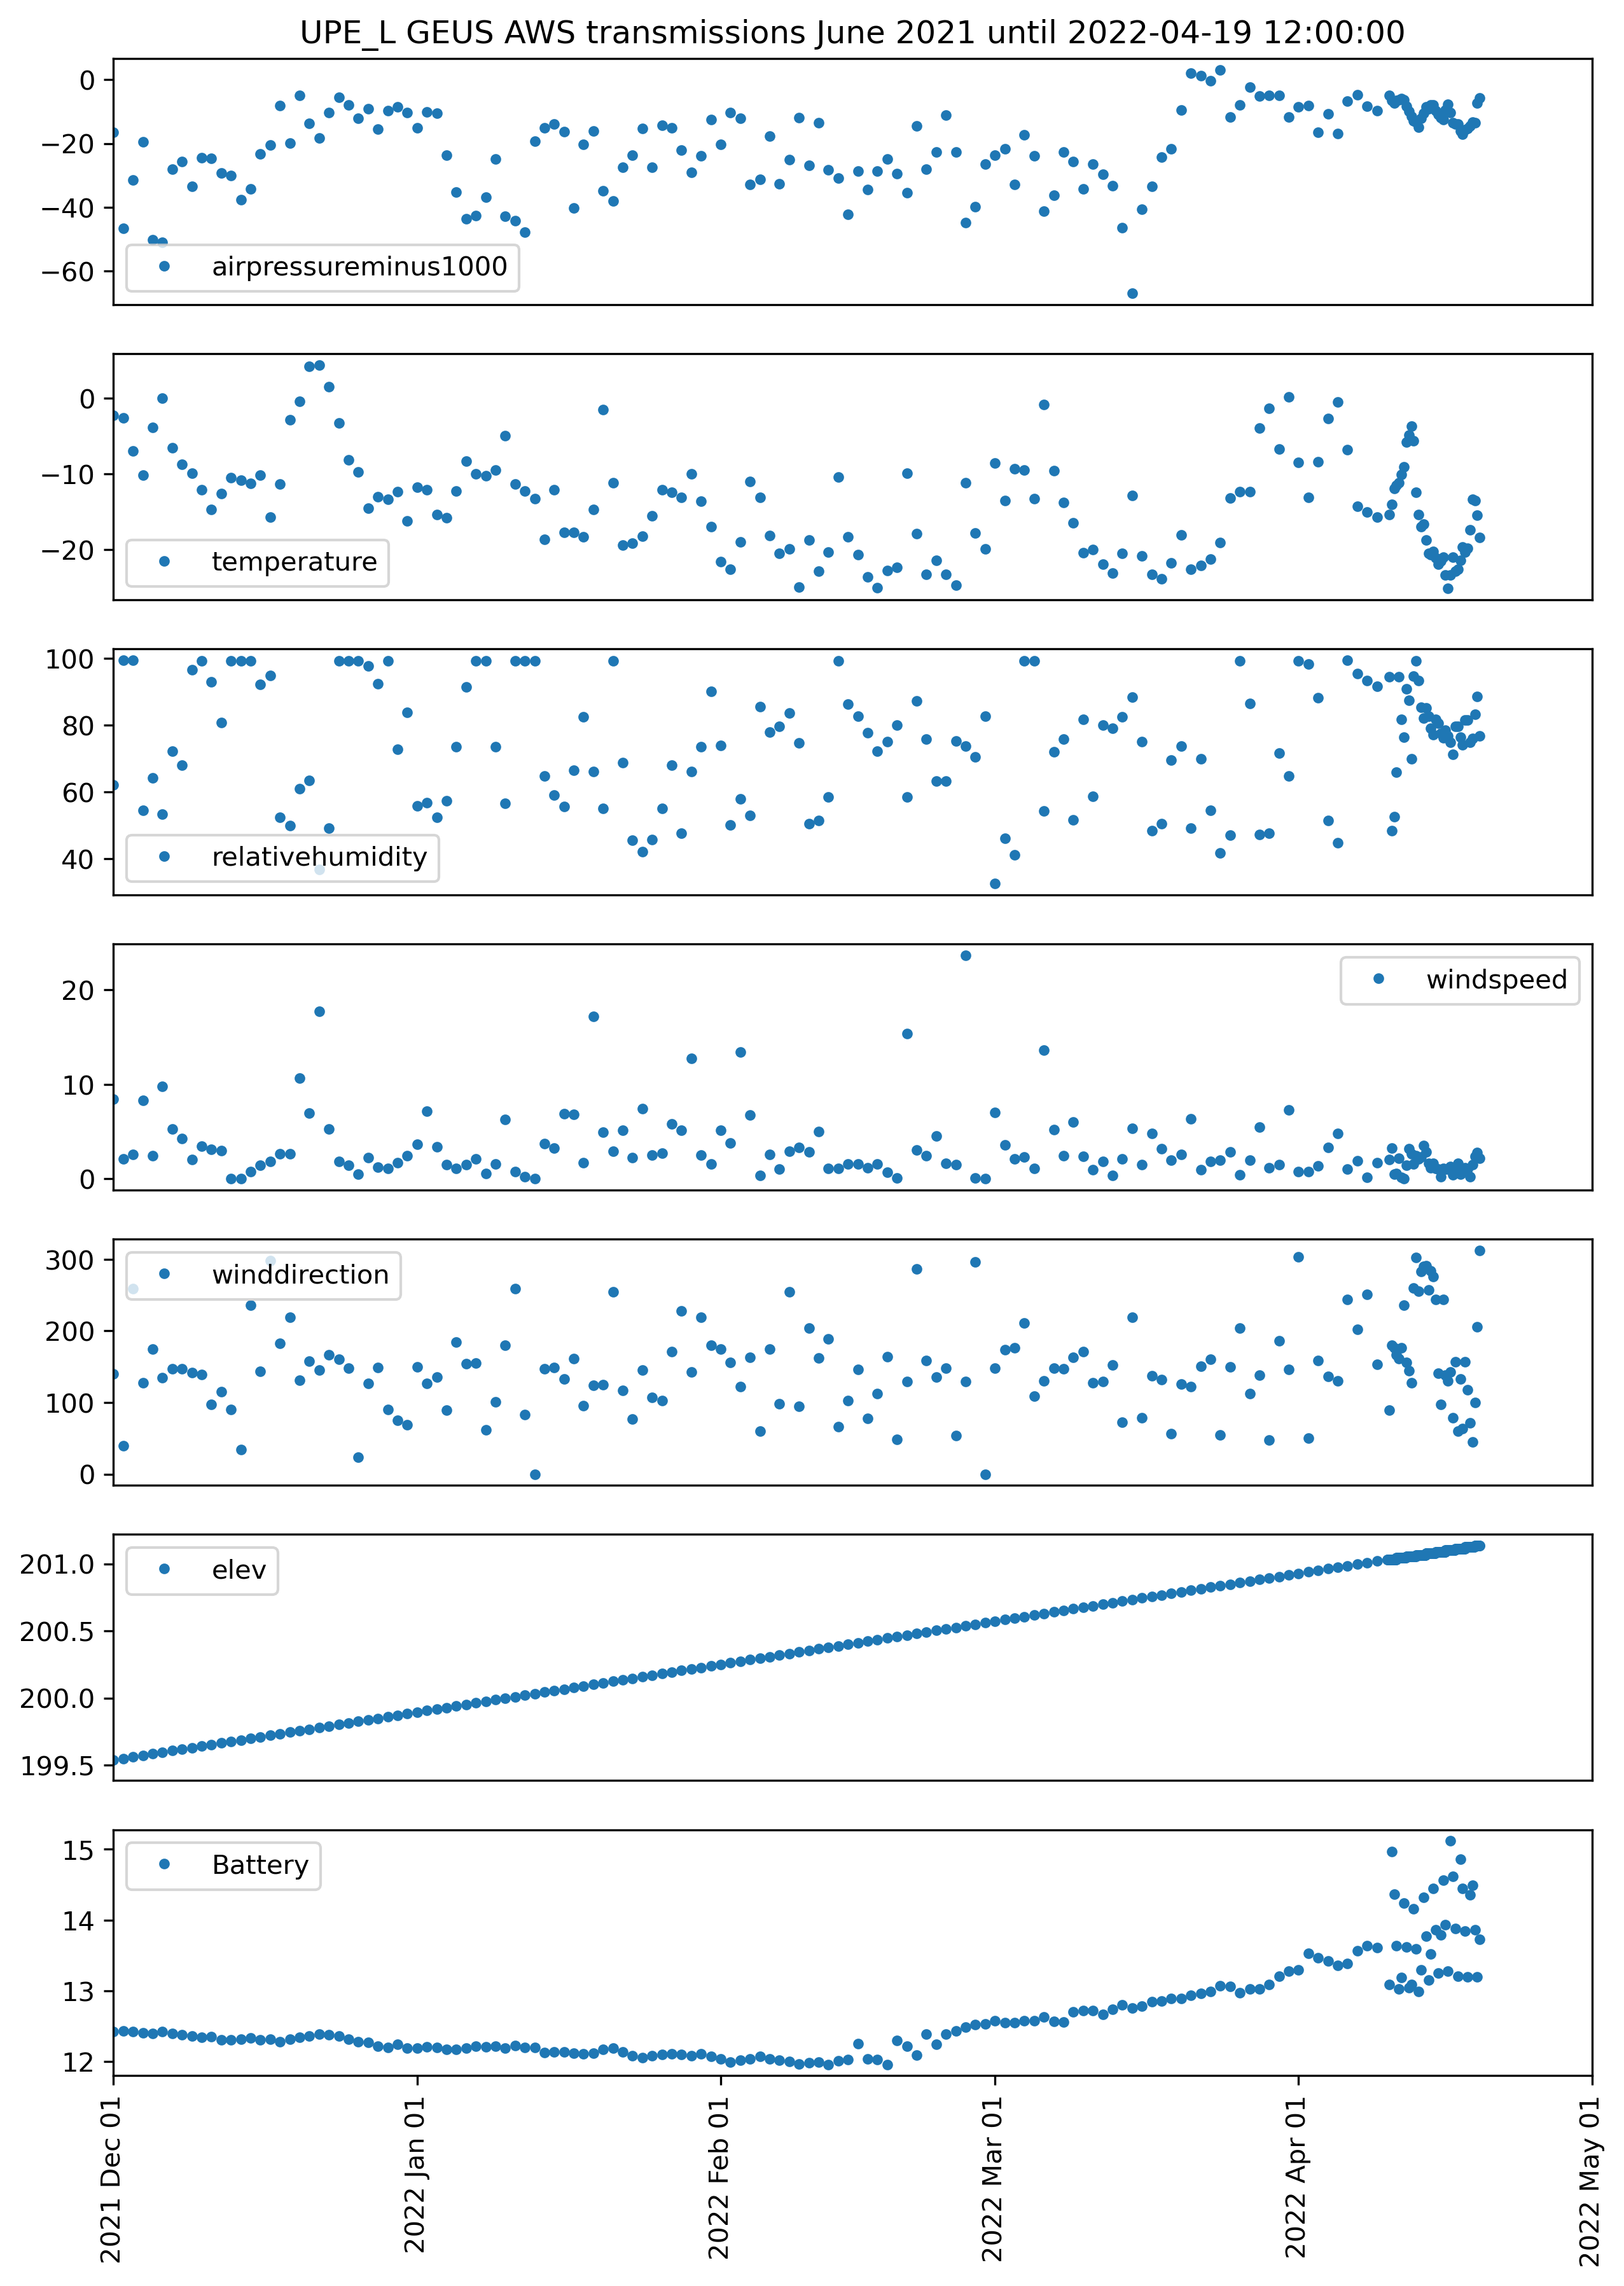 UPE_L GEUS AWS transmissions June 2021 until 2022-04-19 12:00:00
0
−20
−40
−60
airpressureminus1000
0
−10
−20
temperature
100
80
60
40
relativehumidity
20
10
0
windspeed
300
200
100
0
winddirection
201.0
200.5
200.0
199.5
elev
15
14
13
12
Battery
2021 Dec 01
2022 Jan 01
2022 Feb 01
2022 Mar 01
2022 Apr 01
2022 May 01